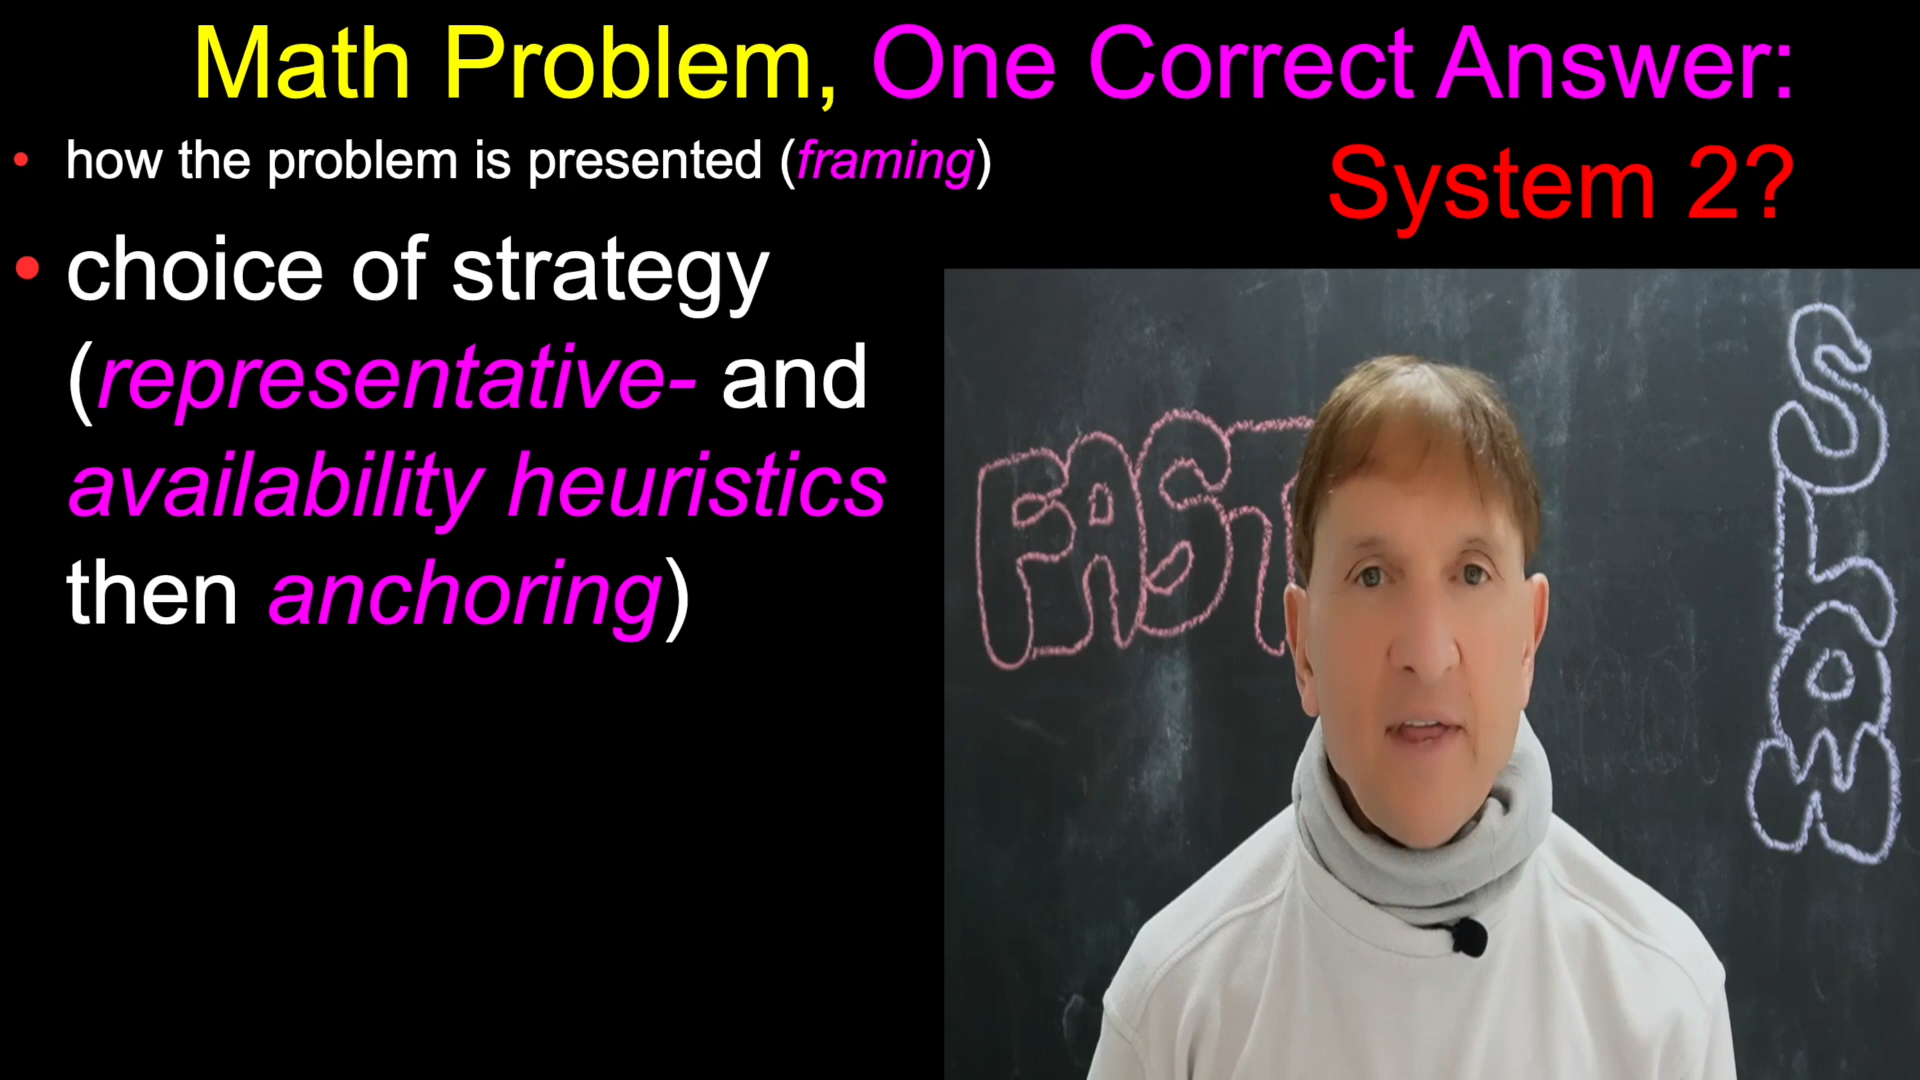 Math Problem, One Correct Answer:
• how the problem is presented (framing)
System 2?
• choice of strategy
(representative- and
availability heuristics
then anchoring)
FAST
SLOW